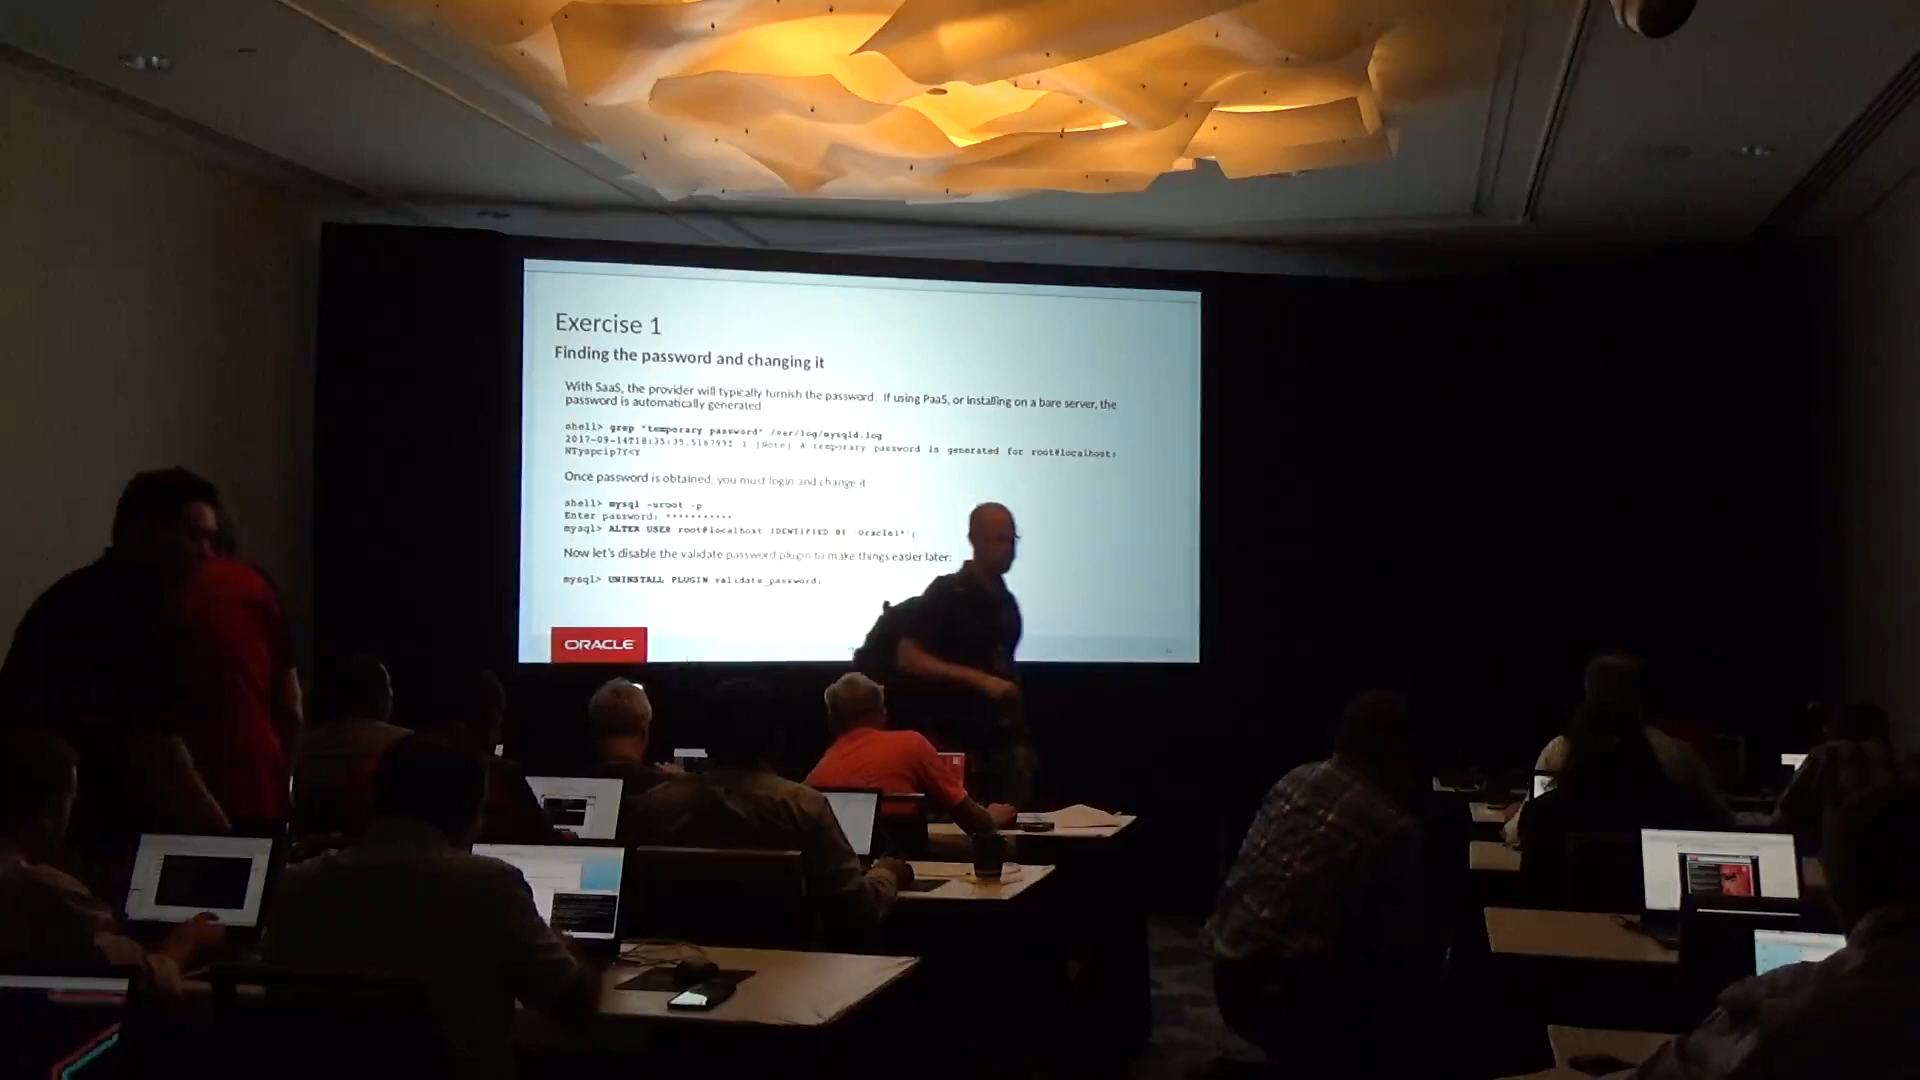 Exercise 1
Finding the password and changing it
With SaaS, the provider will typically furnish the password. If using PaaS, or installing on a bare server, the
password is automatically generated
shell> grep "temporary password" /var/log/mysqld.log
[Note] A temporary password is generated for root@localhost:
Once password is obtained, you must login and change it:
shell> mysql -uroot -p
Enter password: ***********
mysql> ALTER USER root@localhost IDENTIFIED BY 'Oracle1*';
Now let's disable the validate password plugin to make things easier later:
mysql> UNINSTALL PLUGIN validate_password;
ORACLE